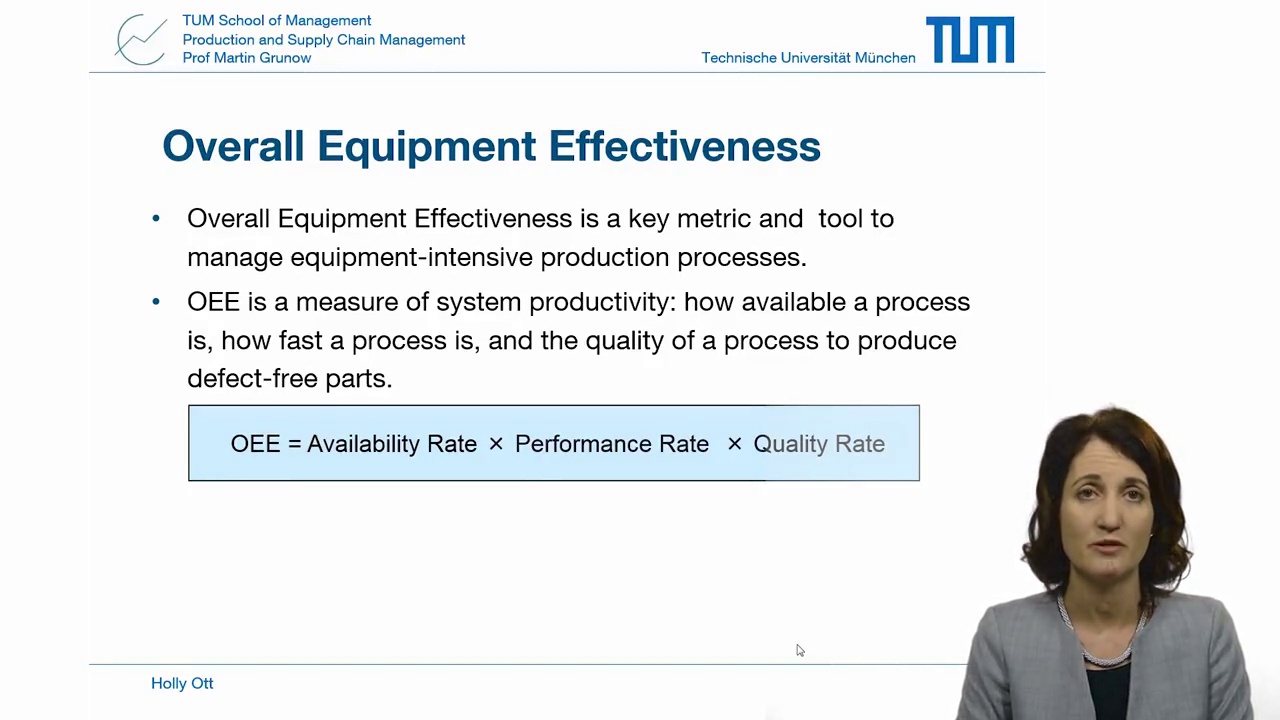 TUM School of Management
Production and Supply Chain Management
Prof Martin Grunow
Technische Universität München
TUM
Overall Equipment Effectiveness
• Overall Equipment Effectiveness is a key metric and tool to
manage equipment-intensive production processes.
• OEE is a measure of system productivity: how available a process
is, how fast a process is, and the quality of a process to produce
defect-free parts.
OEE = Availability Rate × Performance Rate × Quality Rate
Holly Ott